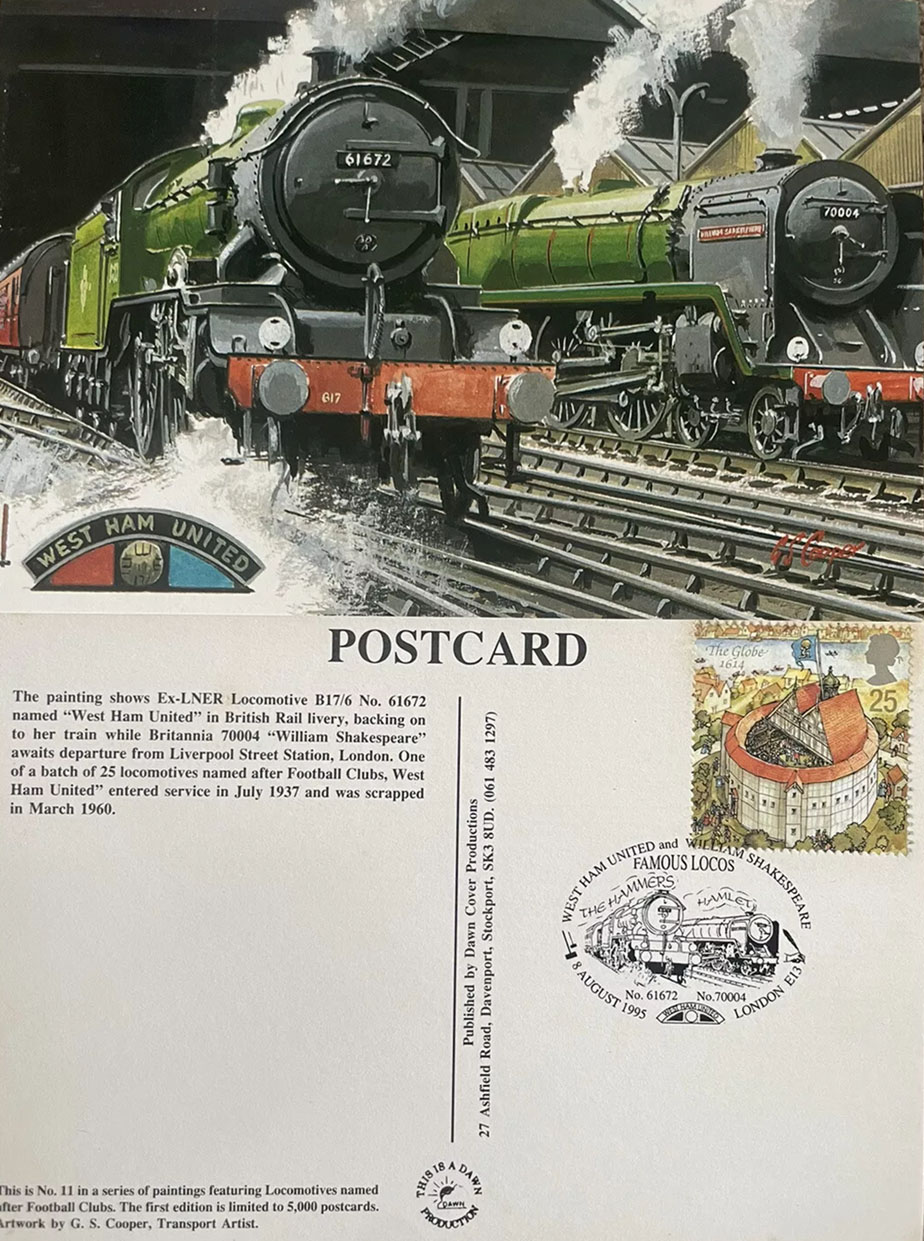 61672
70004
WILLIAM SHAKESPEARE
617
WEST HAM UNITED
G S Cooper
POSTCARD
The Globe
1614
25
The painting shows Ex-LNER Locomotive B17/6 No. 61672
named “West Ham United” in British Rail livery, backing on
to her train while Britannia 70004 “William Shakespeare”
awaits departure from Liverpool Street Station, London. One
of a batch of 25 locomotives named after Football Clubs, West
Ham United” entered service in July 1937 and was scrapped
in March 1960.
Published by Dawn Cover Productions
27 Ashfield Road, Davenport, Stockport, SK3 8UD. (061 483 1297)
WEST HAM UNITED and WILLIAM SHAKESPEARE
FAMOUS LOCOS
THE HAMMERS
HAMLET
No. 61672 No.70004
8 AUGUST 1995
LONDON E13
WEST HAM UNITED
This is No. 11 in a series of paintings featuring Locomotives named
after Football Clubs. The first edition is limited to 5,000 postcards.
Artwork by G. S. Cooper, Transport Artist.
THIS IS A DAWN
DAWN
PRODUCTION